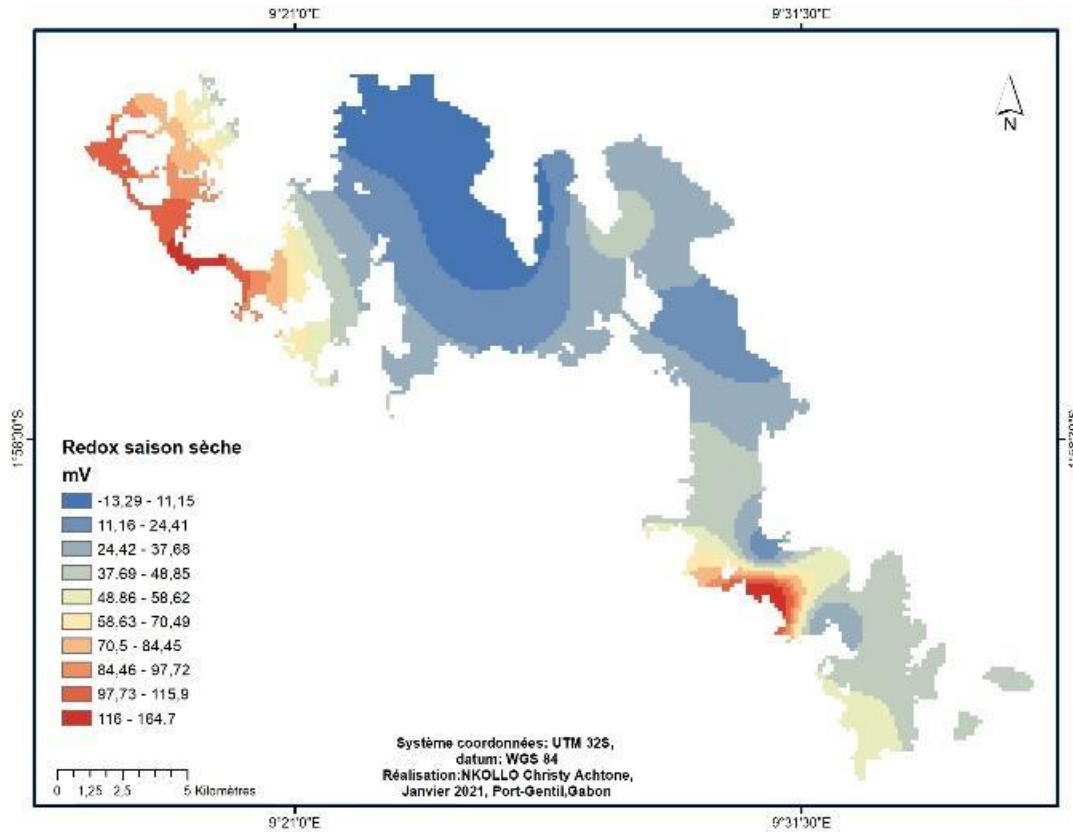 9°21'0"E
9°31'30"E
N
1°58'30"S
1°58'30"S
Redox saison sèche
mV
-13,29 - 11,15
11,16 - 24,41
24,42 - 37,68
37,69 - 48,85
48,86 - 58,62
58,63 - 70,49
70,5 - 84,45
84,46 - 97,72
97,73 - 115,9
116 - 164,7
0 1,25 2,5 5 Kilomètres
Système coordonnées: UTM 32S,
datum: WGS 84
Réalisation:NKOLLO Christy Achtone,
Janvier 2021, Port-Gentil,Gabon
9°21'0"E
9°31'30"E